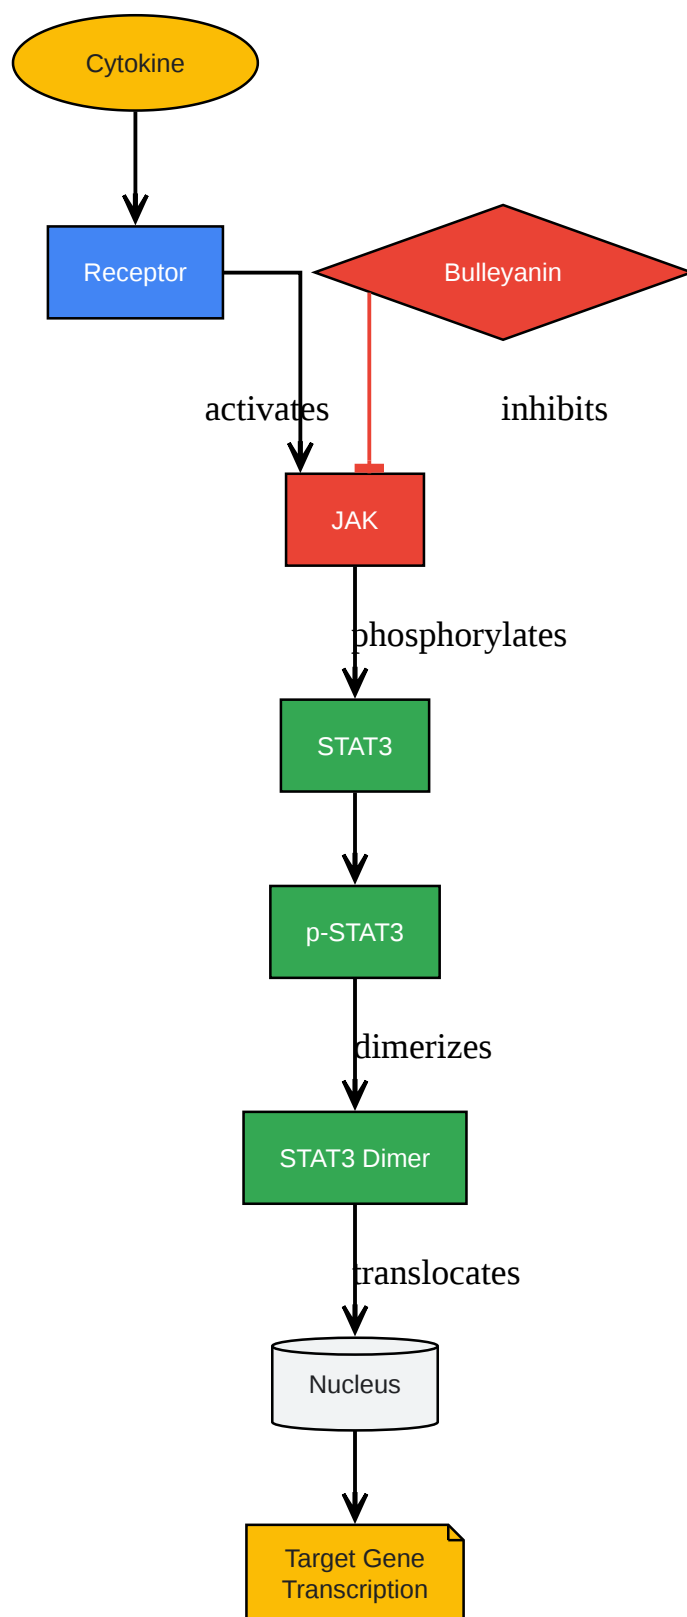 Cytokine
Receptor
Bulleyanin
activates
inhibits
JAK
phosphorylates
STAT3
p-STAT3
dimerizes
STAT3 Dimer
translocates
Nucleus
Target Gene
Transcription